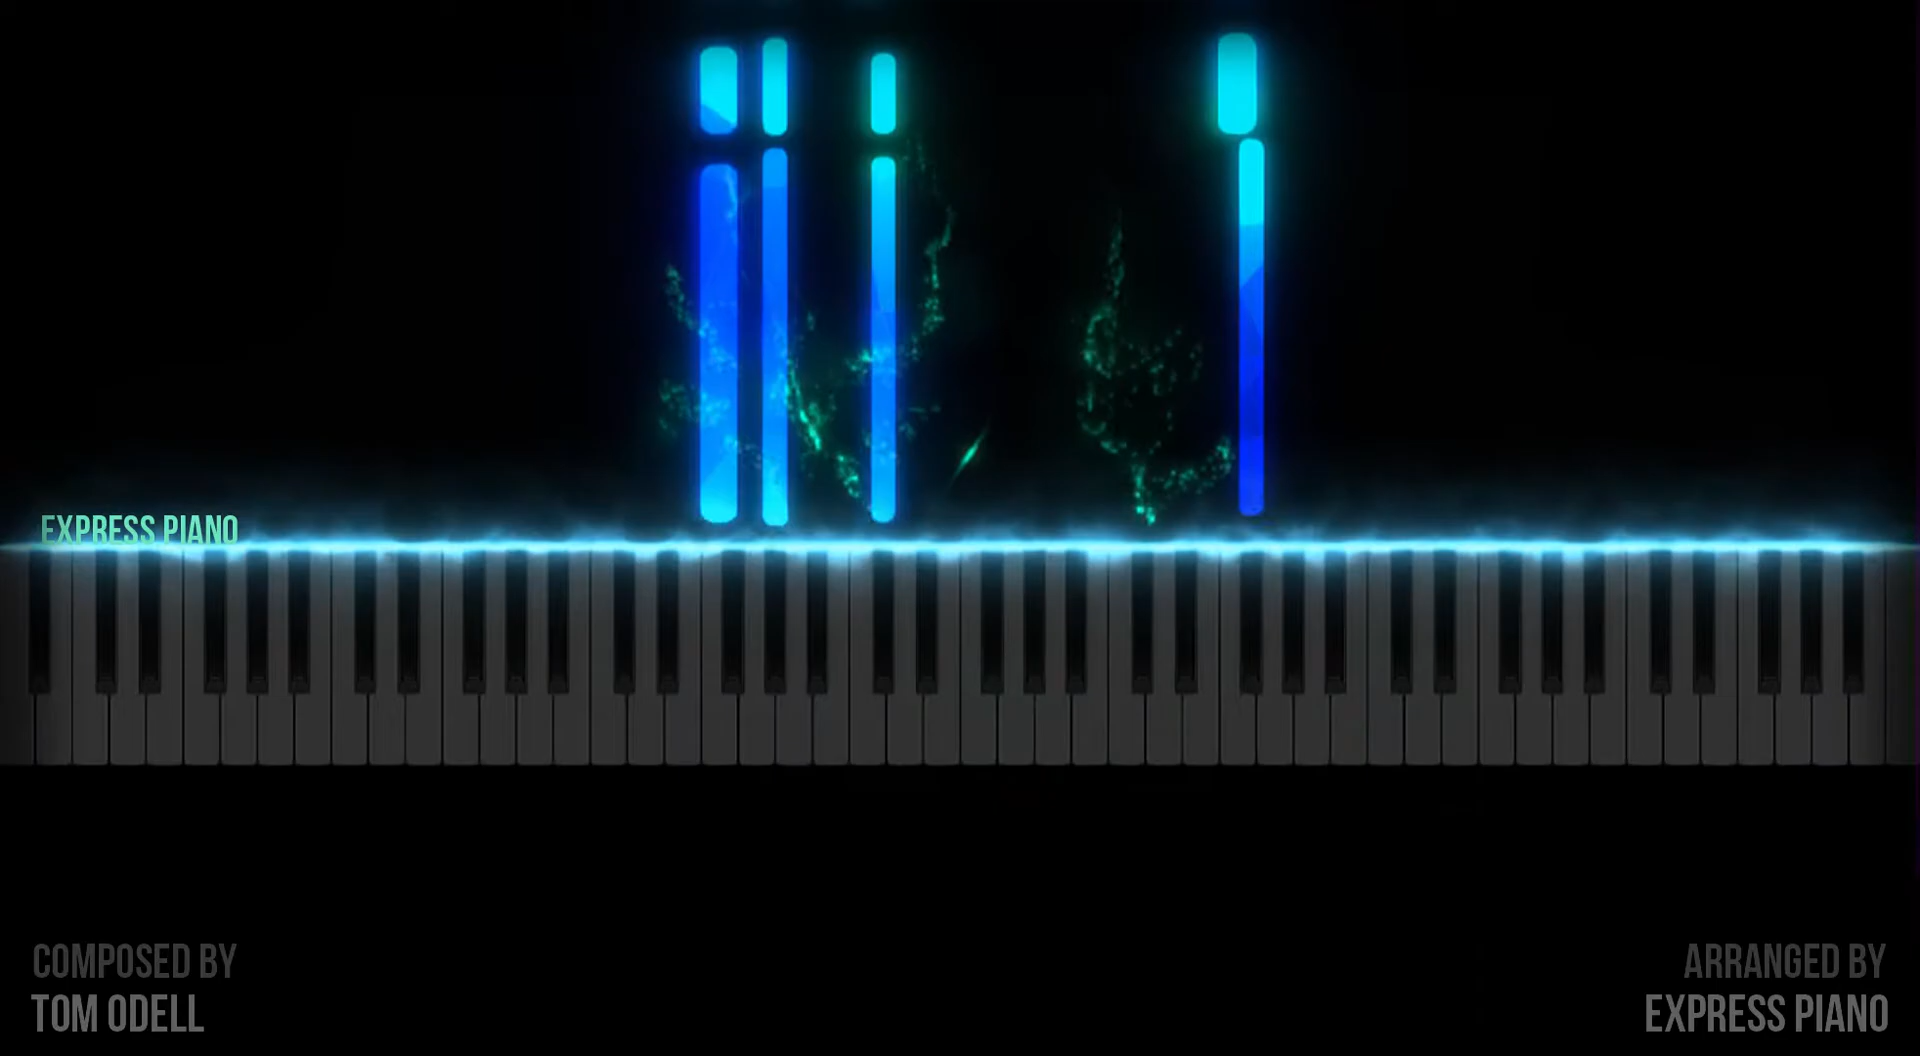 EXPRESS PIANO
COMPOSED BY
TOM ODELL
ARRANGED BY
EXPRESS PIANO